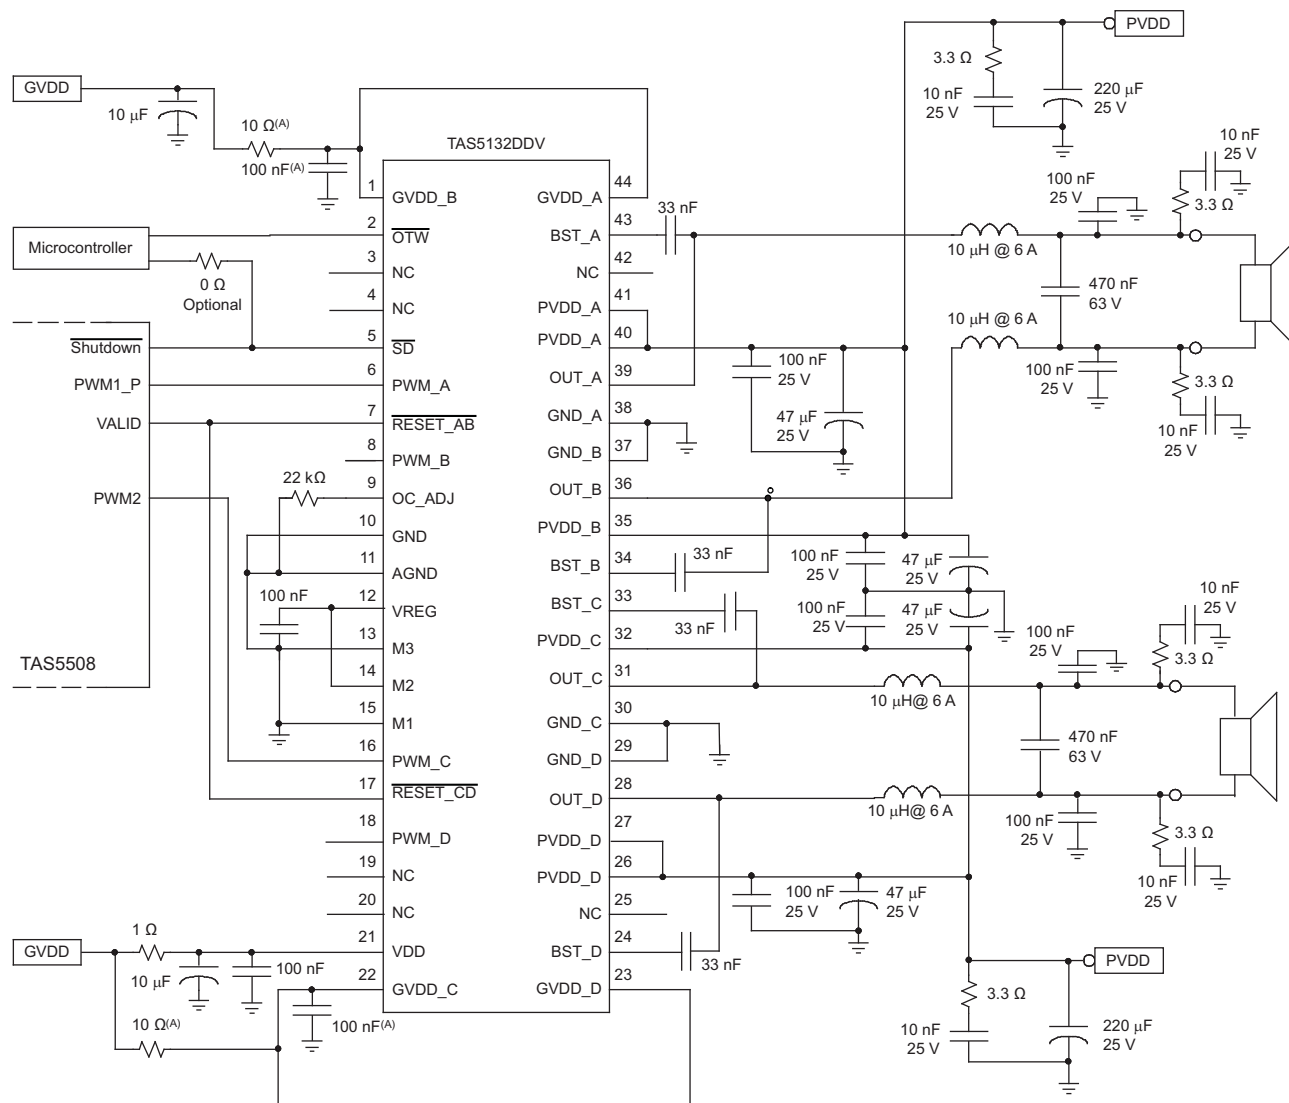 PVDD
3.3 Ω
10 nF
25 V
220 µF
25 V
GVDD
10 µF
10 Ω(A)
100 nF(A)
TAS5132DDV
10 nF
25 V
100 nF
25 V
3.3 Ω
33 nF
10 µH @ 6 A
Microcontroller
0 Ω
Optional
470 nF
63 V
10 µH @ 6 A
TAS5508
Shutdown
PWM1_P
VALID
PWM2
1
GVDD_B
2
OTW
3
NC
4
NC
5
SD
6
PWM_A
7
RESET_AB
8
PWM_B
22 kΩ
9
OC_ADJ
10
GND
11
AGND
100 nF
12
VREG
13
M3
14
M2
15
M1
16
PWM_C
17
RESET_CD
18
PWM_D
19
NC
20
NC
21
VDD
22
GVDD_C
44
GVDD_A
43
BST_A
42
NC
41
PVDD_A
40
PVDD_A
39
OUT_A
38
GND_A
37
GND_B
36
OUT_B
35
PVDD_B
34
BST_B
33
BST_C
32
PVDD_C
31
OUT_C
30
GND_C
29
GND_D
28
OUT_D
27
PVDD_D
26
PVDD_D
25
NC
24
BST_D
23
GVDD_D
100 nF
25 V
47 µF
25 V
100 nF
25 V
3.3 Ω
10 nF
25 V
33 nF
100 nF
25 V
47 µF
25 V
33 nF
100 nF
25 V
47 µF
25 V
10 nF
25 V
100 nF
25 V
3.3 Ω
10 µH@ 6 A
470 nF
63 V
10 µH@ 6 A
100 nF
25 V
3.3 Ω
10 nF
25 V
100 nF
25 V
47 µF
25 V
33 nF
PVDD
3.3 Ω
10 nF
25 V
220 µF
25 V
GVDD
1 Ω
10 µF
100 nF
10 Ω(A)
100 nF(A)